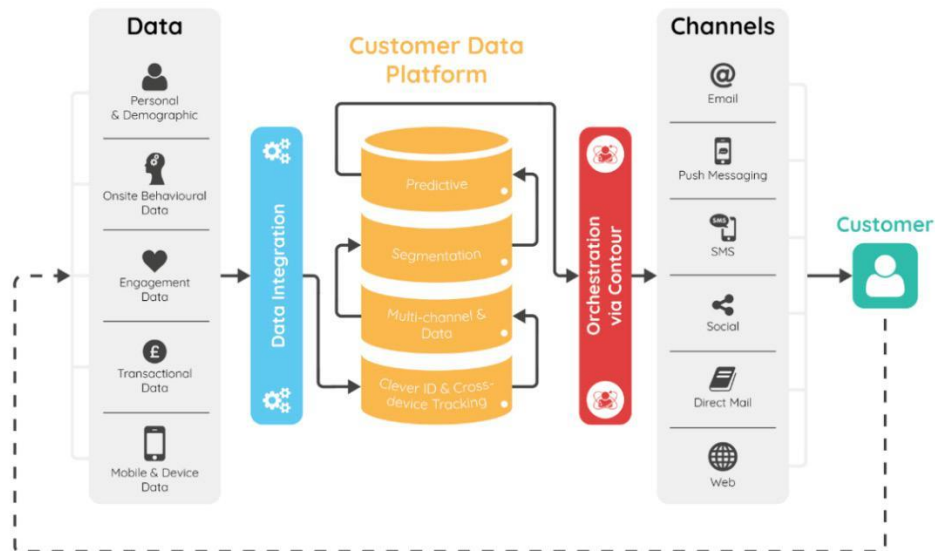 Data
Personal
& Demographic
Onsite Behavioural
Data
Engagement
Data
£
Transactional
Data
Mobile & Device
Data
Data Integration
Customer Data
Platform
Predictive
Segmentation
Multi-channel &
Data
Clever ID & Cross-
device Tracking
Orchestration
via Contour
Channels
@
Email
Push Messaging
SMS
SMS
Social
Direct Mail
Web
Customer